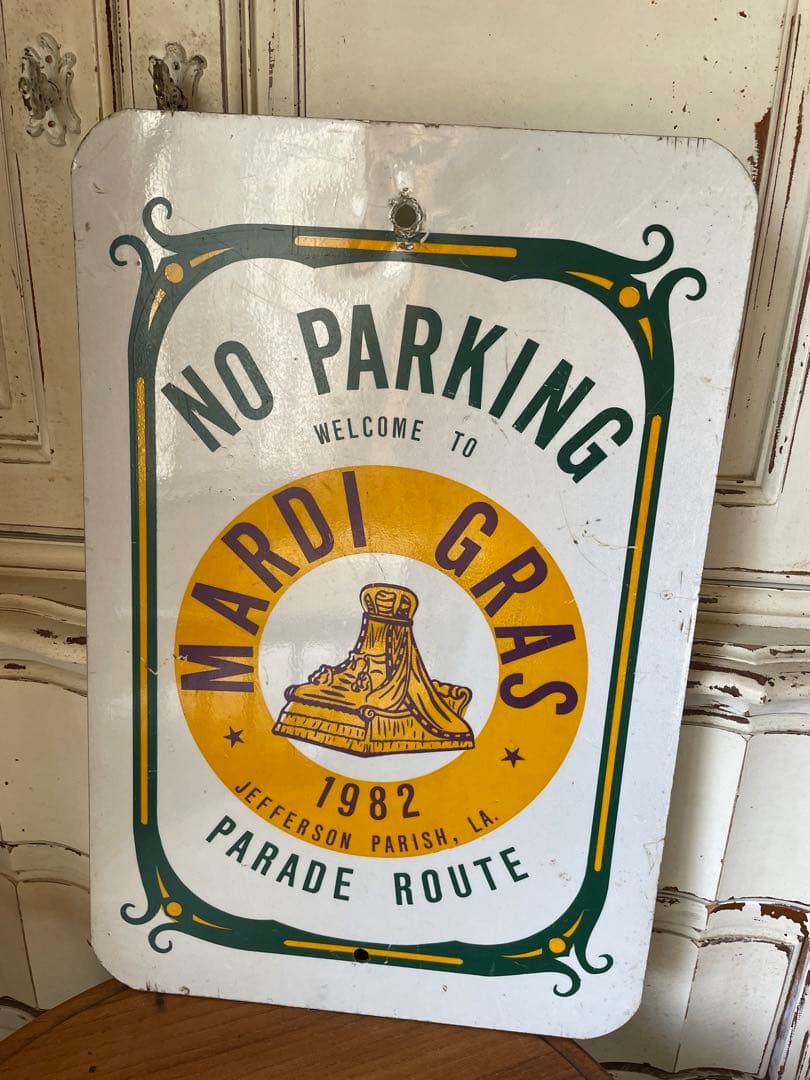 NO PARKING
WELCOME TO
MARDI GRAS
1982
JEFFERSON PARISH, LA.
PARADE ROUTE